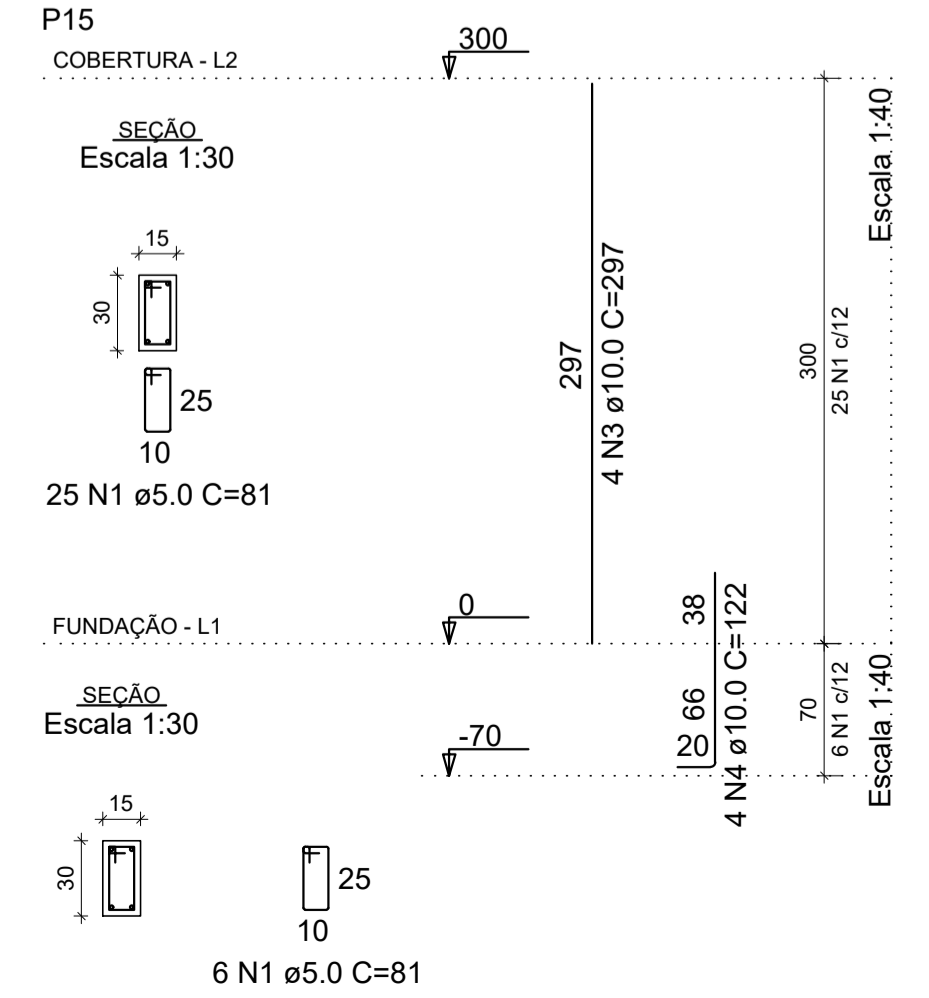 P15
COBERTURA - L2
300
SEÇÃO
Escala 1:30
15
30
25
10
25 N1 ø5.0 C=81
297
4 N3 ø10.0 C=297
300
25 N1 c/12
Escala 1:40
FUNDAÇÃO - L1
0
SEÇÃO
Escala 1:30
-70
38
66
20
4 N4 ø10.0 C=122
70
6 N1 c/12
Escala 1:40
15
30
25
10
6 N1 ø5.0 C=81